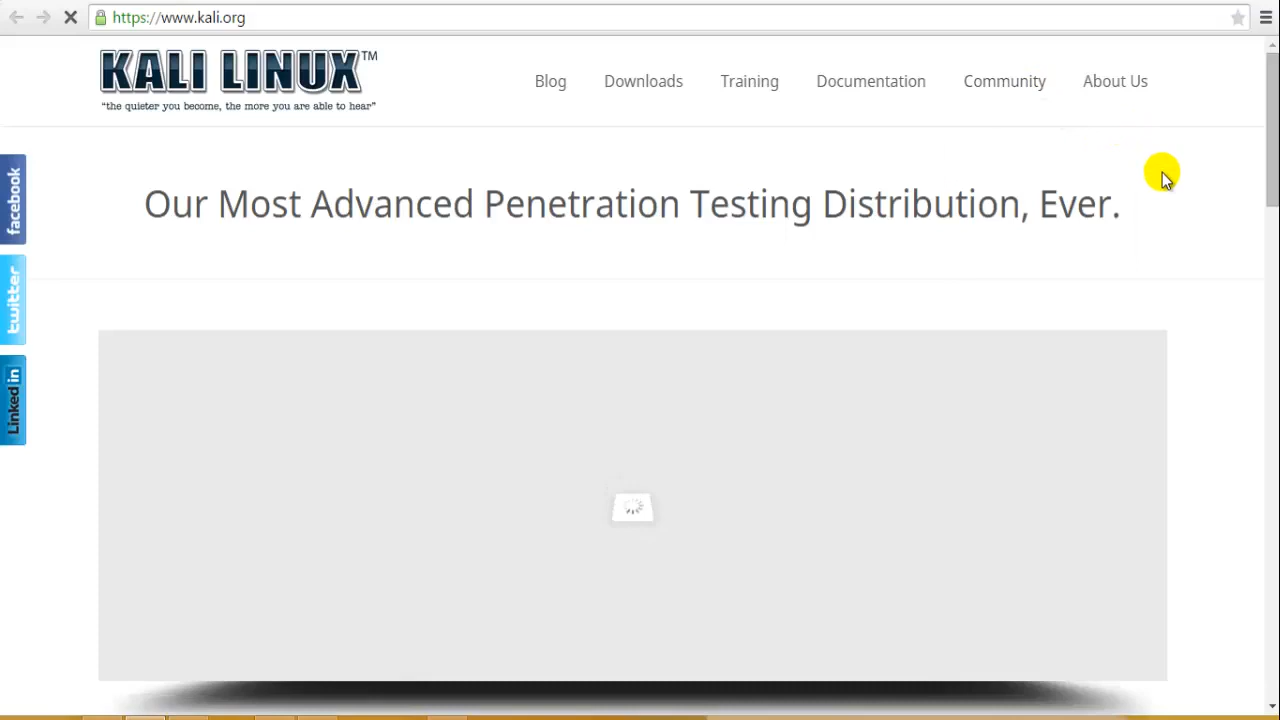 https://www.kali.org
KALI LINUX™
“the quieter you become, the more you are able to hear”
Blog Downloads Training Documentation Community About Us
Our Most Advanced Penetration Testing Distribution, Ever.
facebook
twitter
Linked in